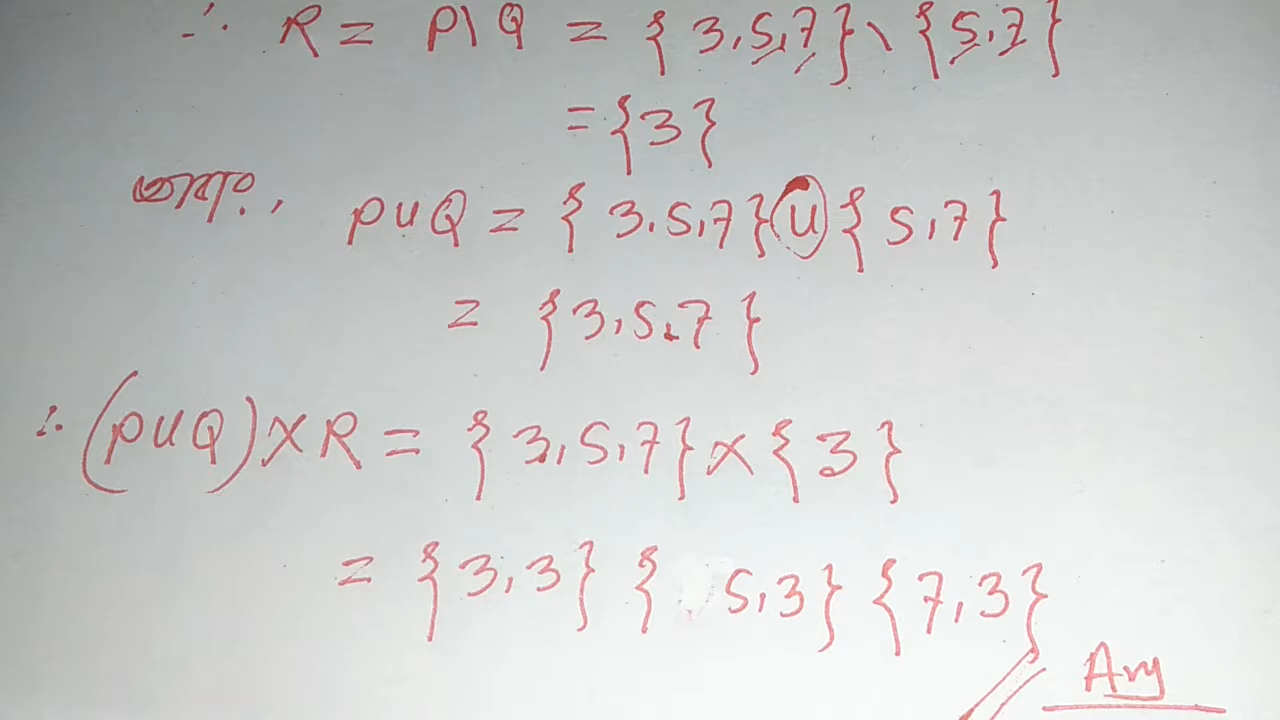 ∴ R = P\Q = {3,5,7} \ {5,7}
= {3}
এবং, P∪Q = {3,5,7} ∪ {5,7}
= {3,5,7}
∴ (P∪Q)×R = {3,5,7} × {3}
= {3,3} {5,3} {7,3}
Ans